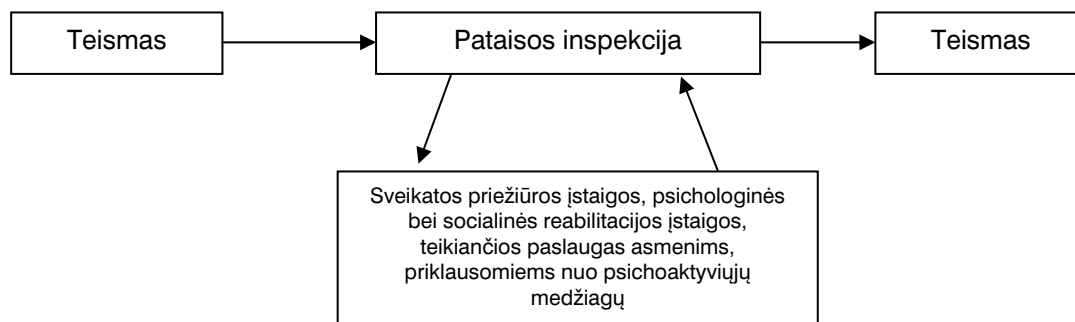 Teismas
Pataisos inspekcija
Teismas
Sveikatos priežiūros įstaigos, psichologinės
bei socialinės reabilitacijos įstaigos,
teikiančios paslaugas asmenims,
priklausomiems nuo psichoaktyviųjų
medžiagų